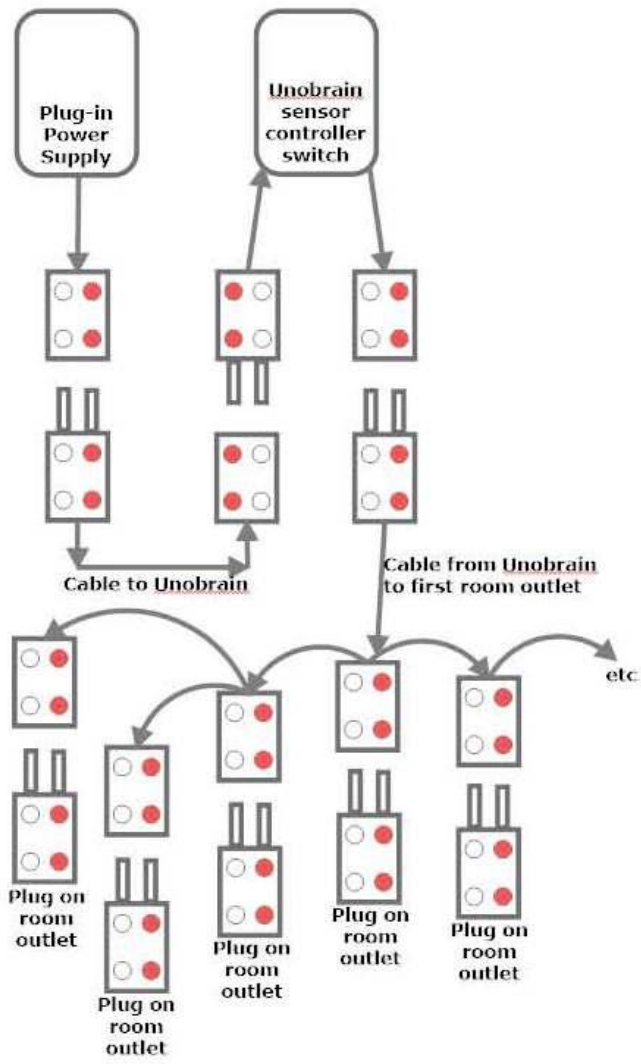 Plug-in
Power
Supply
Unobrain
sensor
controller
switch
Cable to Unobrain
Cable from Unobrain
to first room outlet
etc
Plug on
room
outlet
Plug on
room
outlet
Plug on
room
outlet
Plug on
room
outlet
Plug on
room
outlet